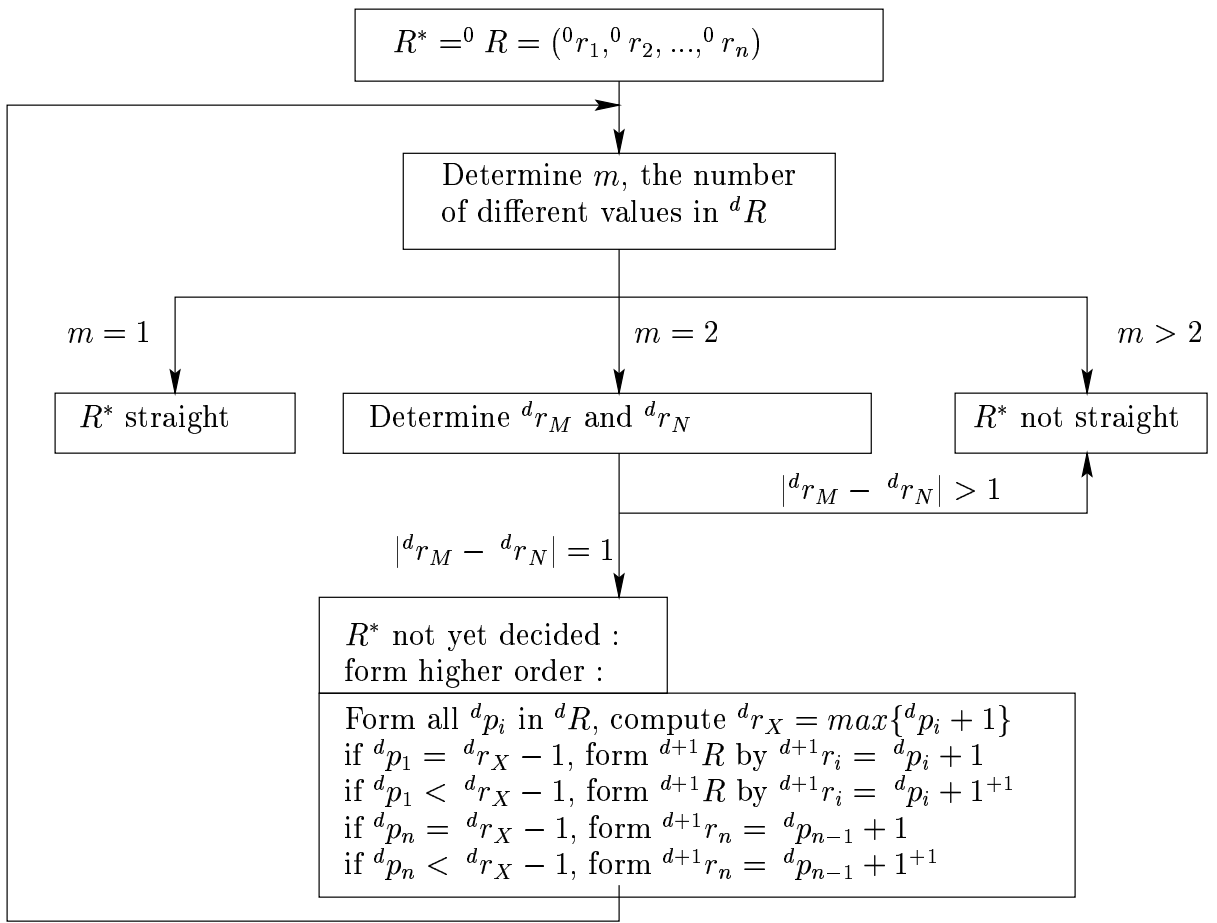 R* =⁰ R = (⁰r₁,⁰ r₂, ...,⁰ rₙ)
Determine m, the number
of different values in ᵈR
m = 1
m = 2
m > 2
R* straight
Determine ᵈr_M and ᵈr_N
R* not straight
|ᵈr_M − ᵈr_N| > 1
|ᵈr_M − ᵈr_N| = 1
R* not yet decided :
form higher order :
Form all ᵈpᵢ in ᵈR, compute ᵈr_X = max{ᵈpᵢ + 1}
if ᵈp₁ = ᵈr_X − 1, form ᵈ⁺¹R by ᵈ⁺¹rᵢ = ᵈpᵢ + 1
if ᵈp₁ < ᵈr_X − 1, form ᵈ⁺¹R by ᵈ⁺¹rᵢ = ᵈpᵢ + 1⁺¹
if ᵈpₙ = ᵈr_X − 1, form ᵈ⁺¹rₙ = ᵈpₙ₋₁ + 1
if ᵈpₙ < ᵈr_X − 1, form ᵈ⁺¹rₙ = ᵈpₙ₋₁ + 1⁺¹